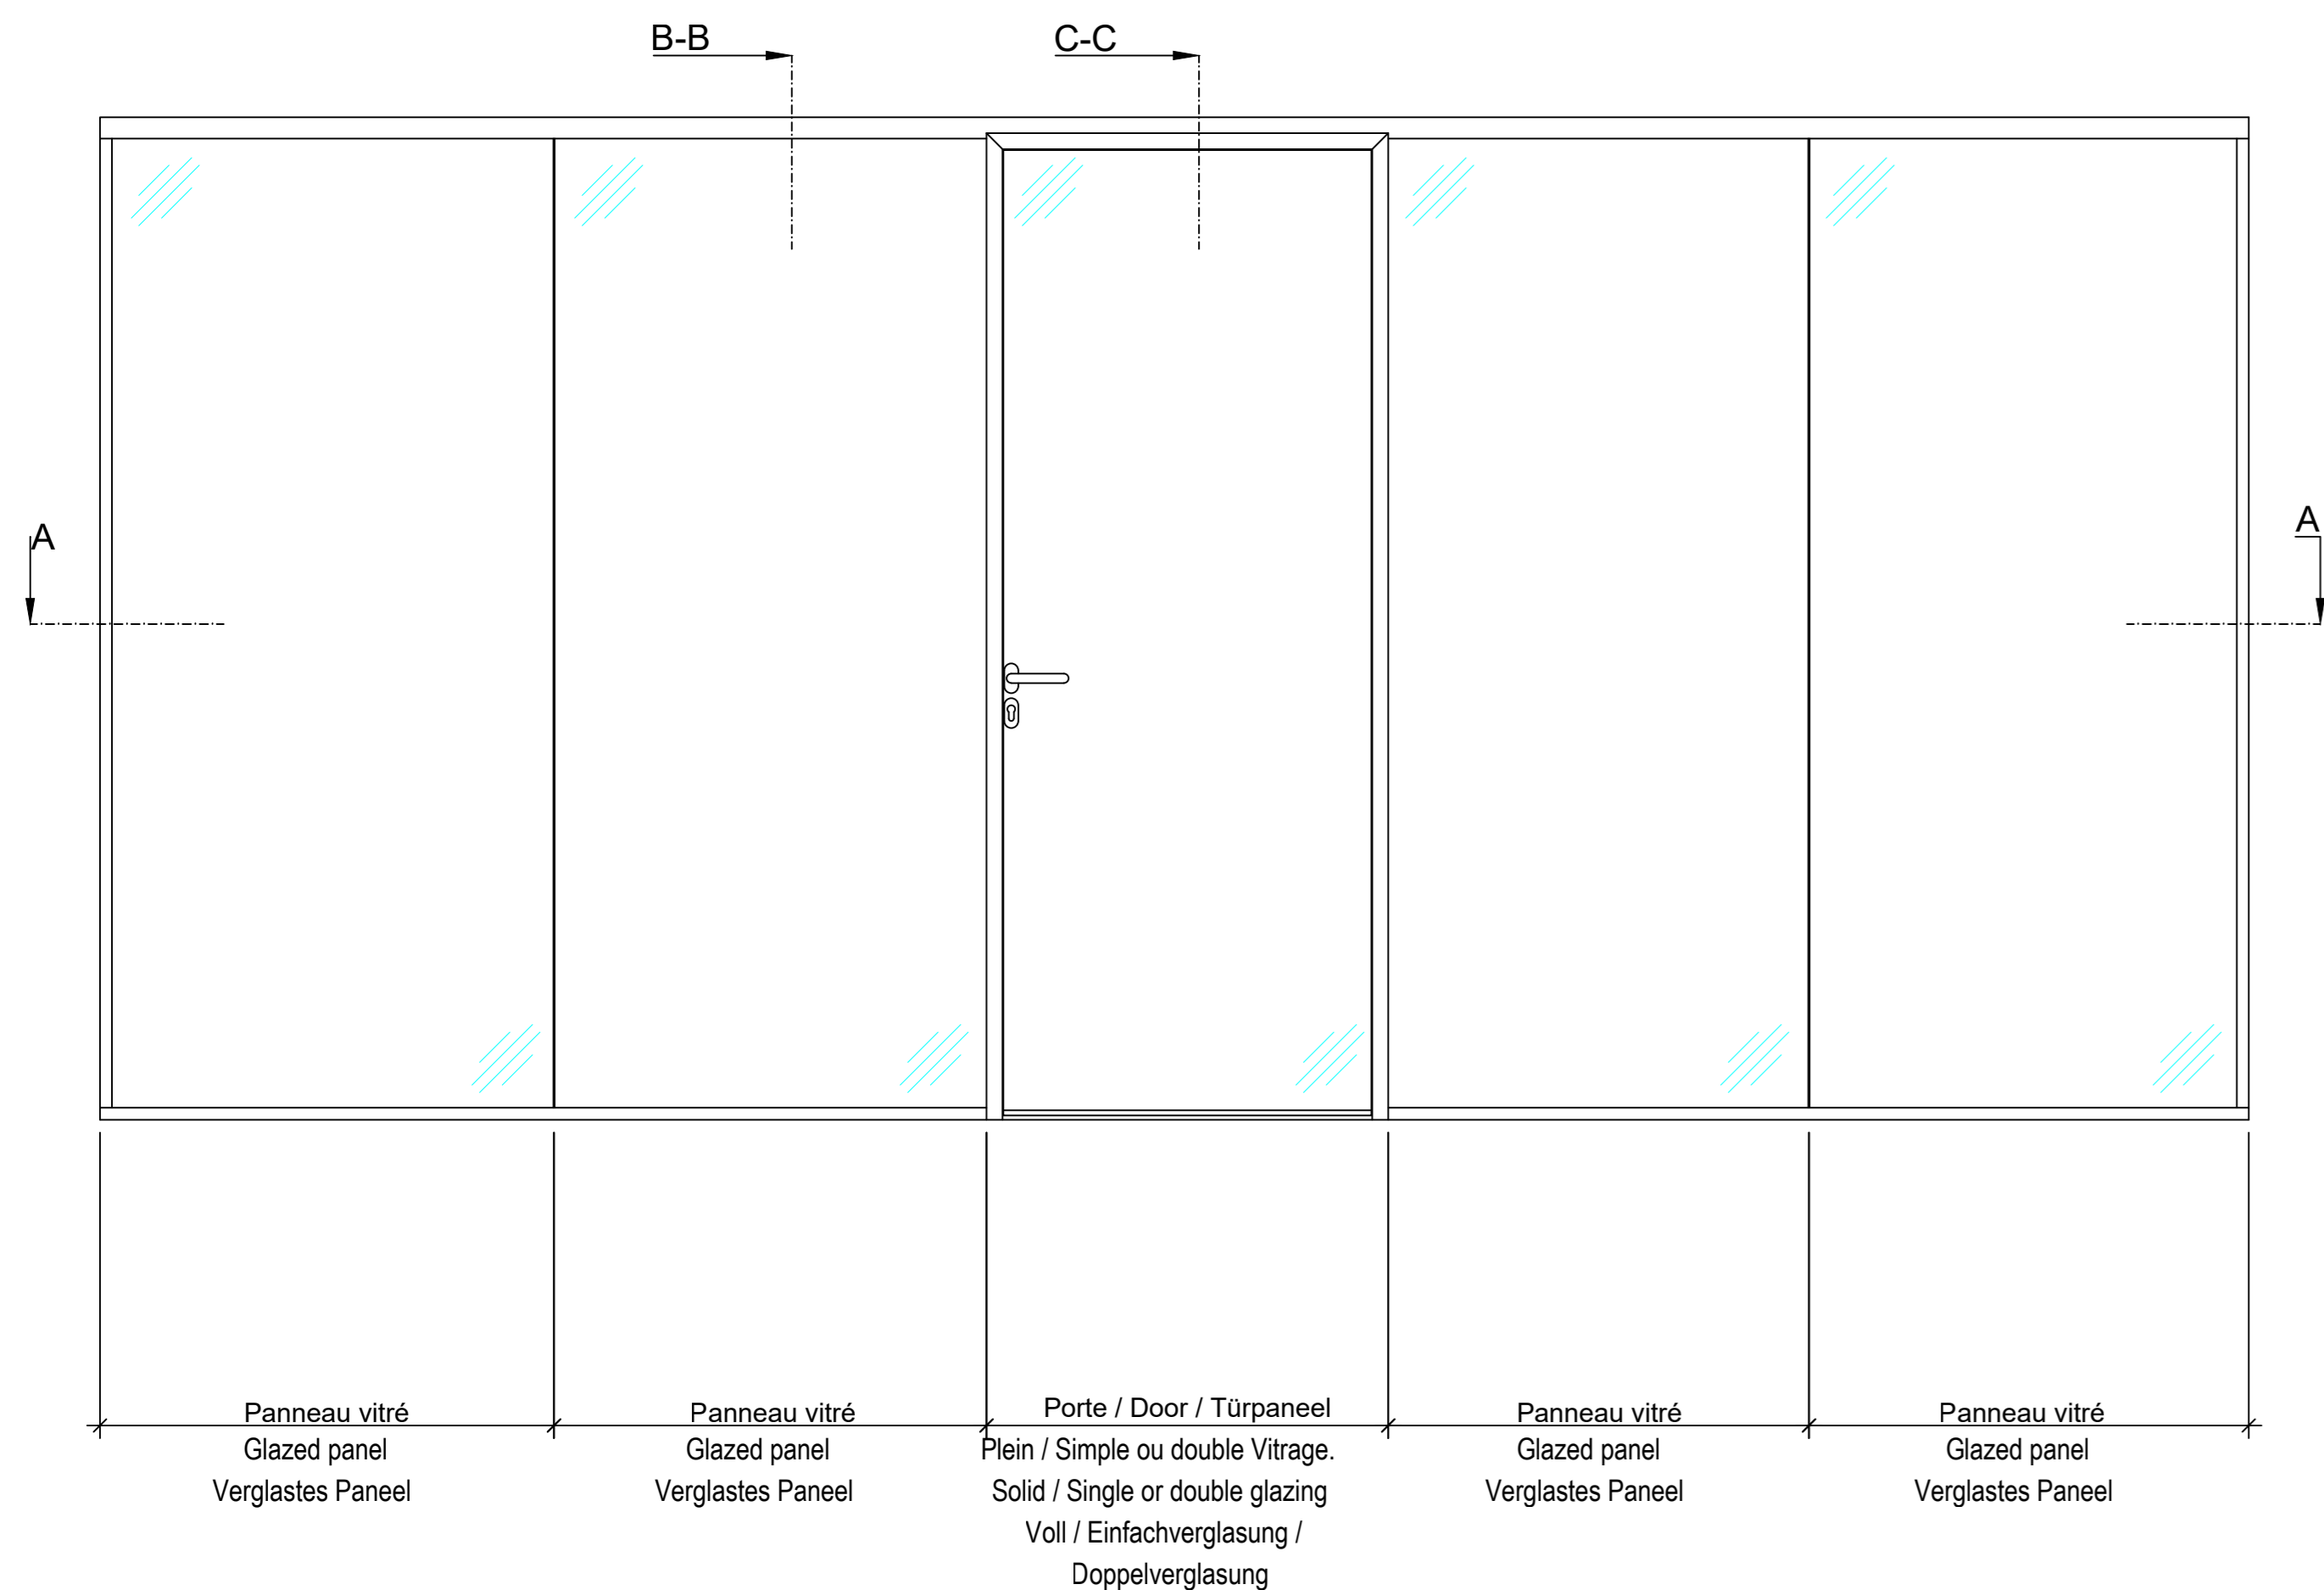 B-B
C-C
A
A
Panneau vitré
Glazed panel
Verglastes Paneel
Panneau vitré
Glazed panel
Verglastes Paneel
Porte / Door / Türpaneel
Plein / Simple ou double Vitrage.
Solid / Single or double glazing
Voll / Einfachverglasung /
Doppelverglasung
Panneau vitré
Glazed panel
Verglastes Paneel
Panneau vitré
Glazed panel
Verglastes Paneel